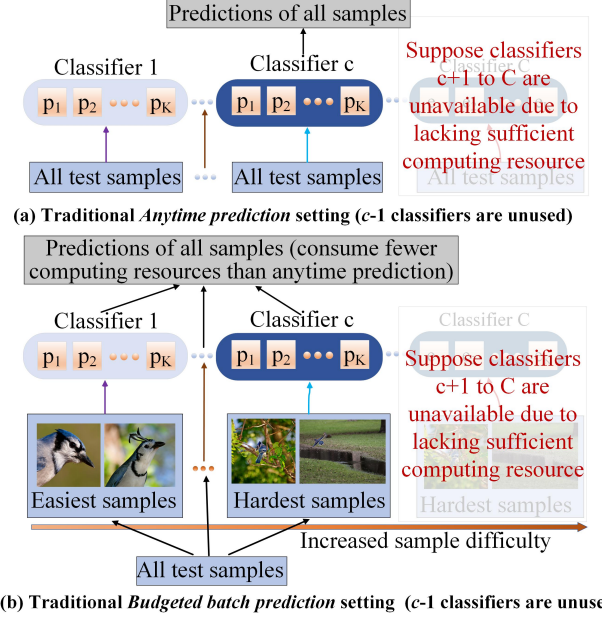 Predictions of all samples
Classifier 1
Classifier c
Classifier C
p1 p2 pK
p1 p2 pK
Suppose classifiers
c+1 to C are
unavailable due to
lacking sufficient
computing resource
All test samples
All test samples
All test samples
(a) Traditional Anytime prediction setting (c-1 classifiers are unused)
Predictions of all samples (consume fewer
computing resources than anytime prediction)
Classifier 1
Classifier c
Classifier C
p1 p2 pK
p1 p2 pK
Suppose classifiers
c+1 to C are
unavailable due to
lacking sufficient
computing resource
Easiest samples
Hardest samples
Hardest samples
Increased sample difficulty
All test samples
(b) Traditional Budgeted batch prediction setting (c-1 classifiers are unuse